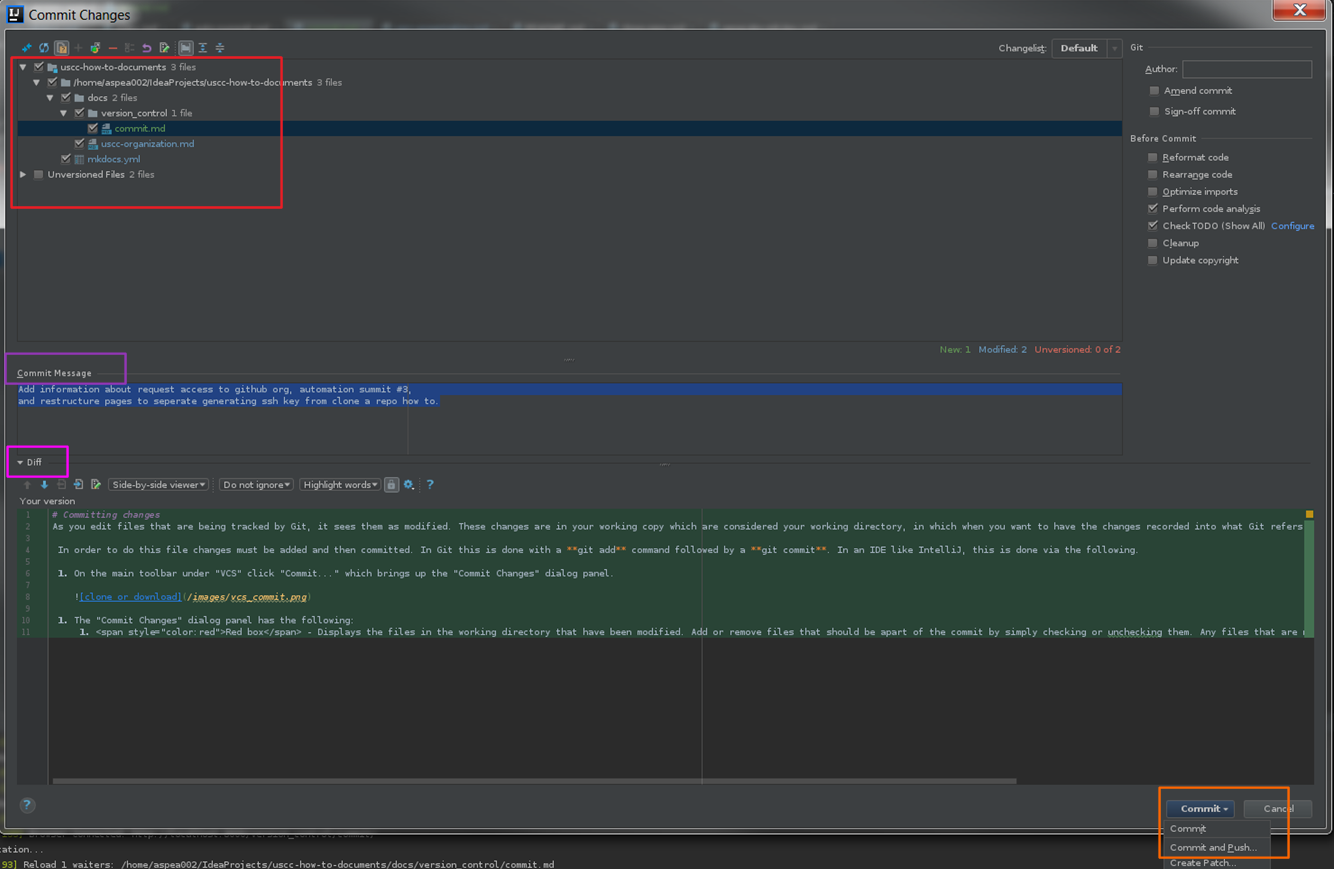 Commit Changes
Changelist: Default
Git
uscc-how-to-documents 3 files
Author:
/home/aspea002/IdeaProjects/uscc-how-to-documents 3 files
Amend commit
docs 2 files
version_control 1 file
Sign-off commit
commit.md
Before Commit
uscc-organization.md
Reformat code
mkdocs.yml
Rearrange code
Unversioned Files 2 files
Optimize imports
Perform code analysis
Check TODO (Show All) Configure
Cleanup
Update copyright
New: 1 Modified: 2 Unversioned: 0 of 2
Commit Message
Add information about request access to github org, automation summit #3,
and restructure pages to seperate generating ssh key from clone a repo how to.
Diff
Side-by-side viewer Do not ignore Highlight words ?
Your version
1 # Committing changes
2 As you edit files that are being tracked by Git, it sees them as modified. These changes are in your working copy which are considered your working directory, in which when you want to have the changes recorded into what Git refers
3
4 In order to do this file changes must be added and then committed. In Git this is done with a **git add** command followed by a **git commit**. In an IDE like IntelliJ, this is done via the following.
5
6 1. On the main toolbar under "VCS" click "Commit..." which brings up the "Commit Changes" dialog panel.
7
8 ![clone or download](/images/vcs_commit.png)
9
10 1. The "Commit Changes" dialog panel has the following:
11 1. <span style="color:red">Red box</span> - Displays the files in the working directory that have been modified. Add or remove files that should be apart of the commit by simply checking or unchecking them. Any files that are
?
Commit Cancel
Commit
Commit and Push...
Create Patch...
cation...
93] Reload 1 waiters: /home/aspea002/IdeaProjects/uscc-how-to-documents/docs/version_control/commit.md